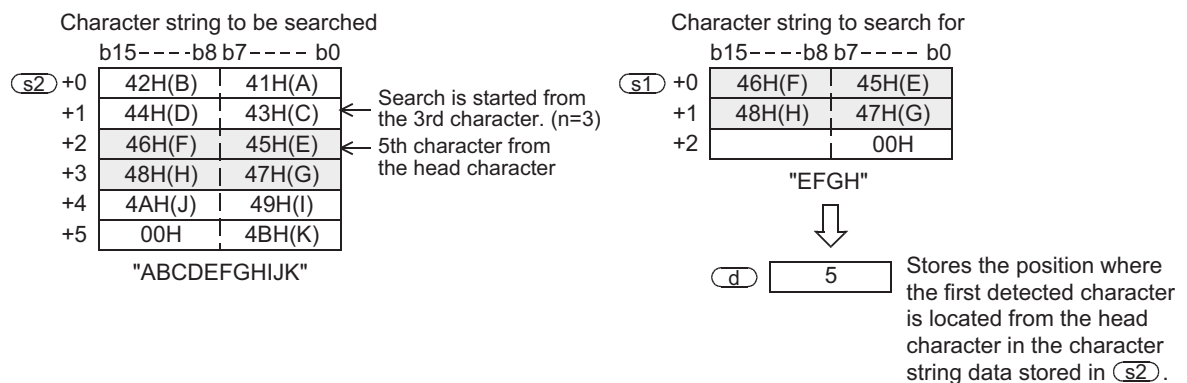 Character string to be searched
b15----b8 b7---- b0
s2 +0 42H(B) 41H(A)
+1 44H(D) 43H(C)
+2 46H(F) 45H(E)
+3 48H(H) 47H(G)
+4 4AH(J) 49H(I)
+5 00H 4BH(K)
"ABCDEFGHIJK"
Search is started from
the 3rd character. (n=3)
5th character from
the head character
Character string to search for
b15----b8 b7---- b0
s1 +0 46H(F) 45H(E)
+1 48H(H) 47H(G)
+2 00H
"EFGH"
d 5
Stores the position where
the first detected character
is located from the head
character in the character
string data stored in s2.